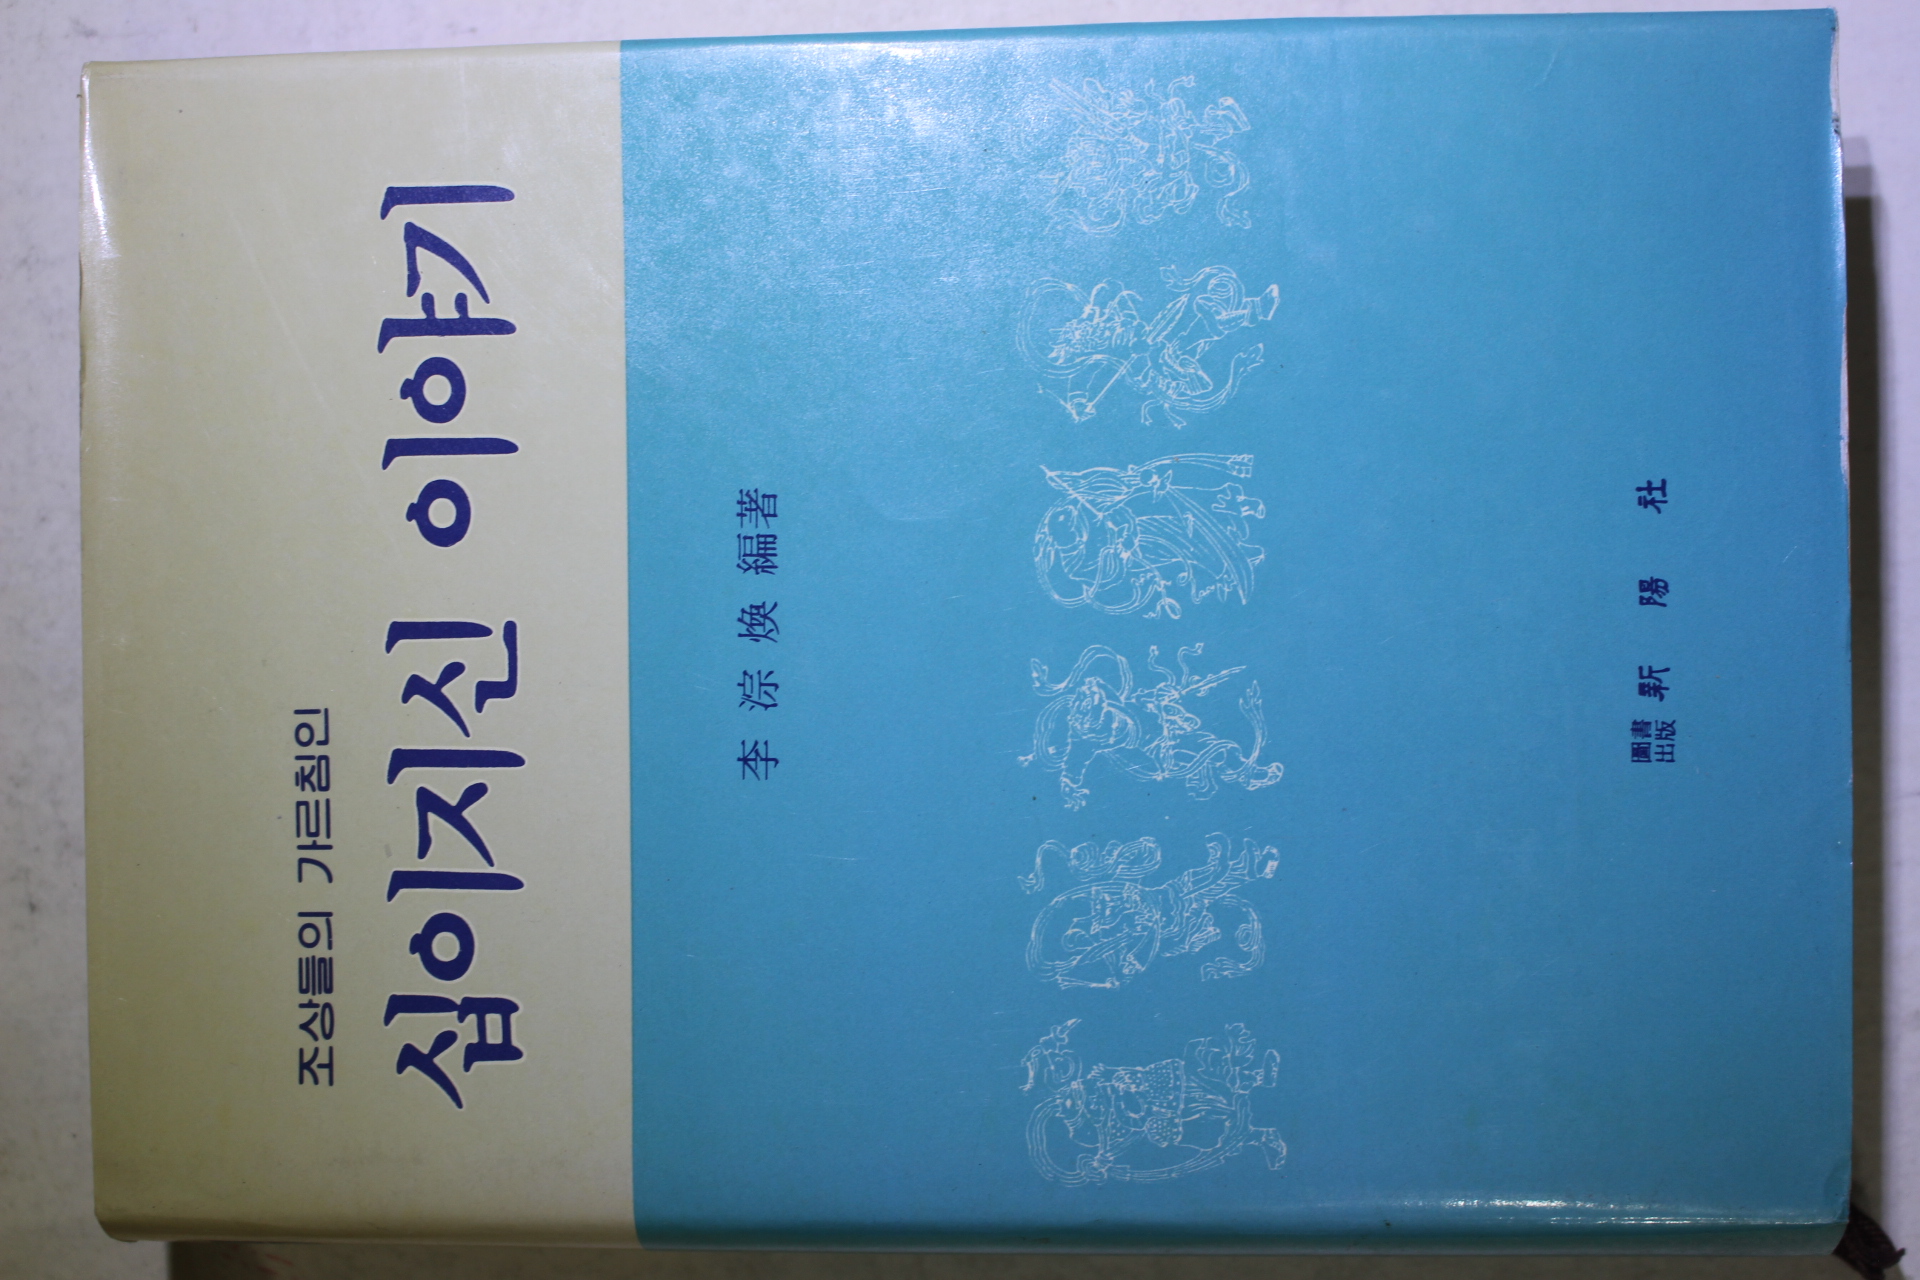 조상들의 가르침인
십이지신 이야기
李淙煥 編著
圖書
出版 新陽社